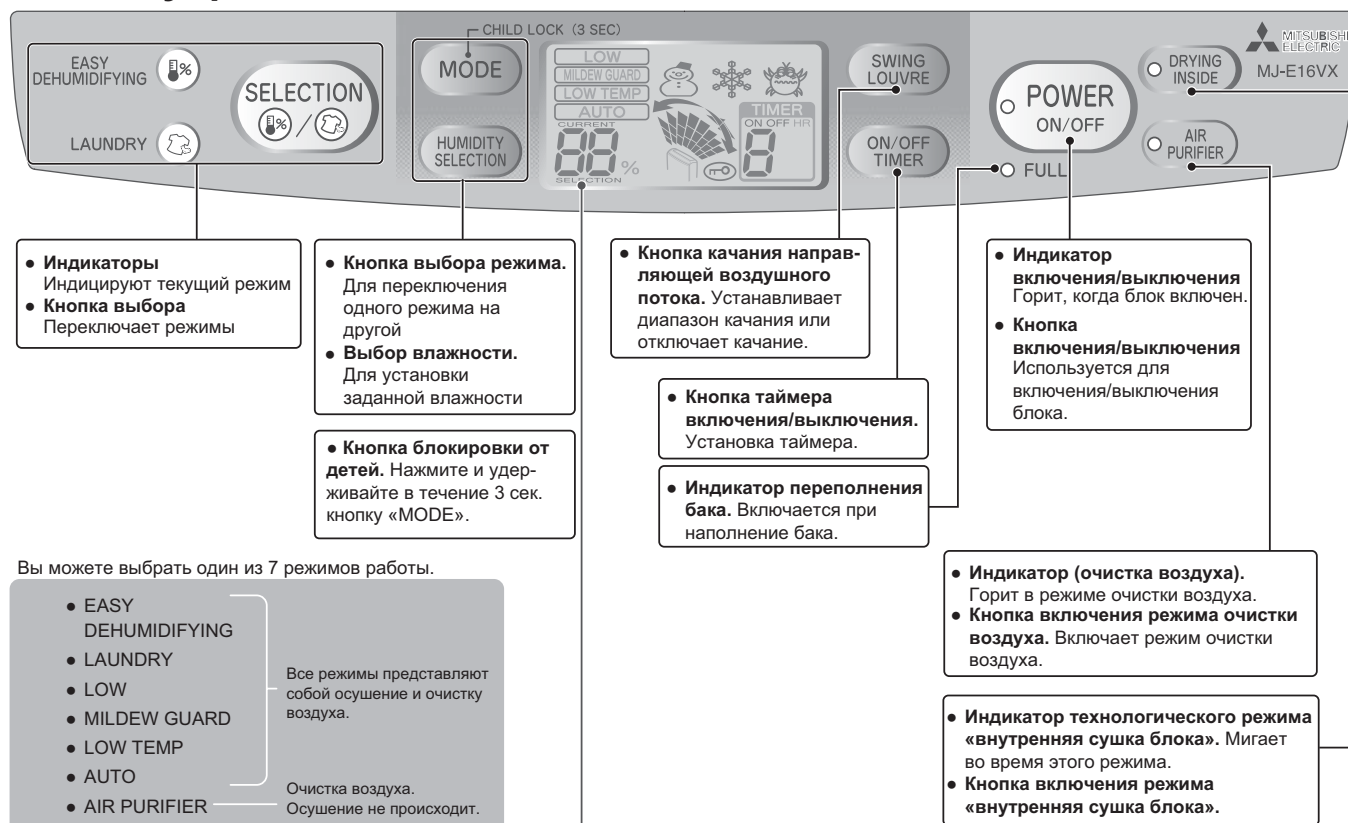 CHILD LOCK (3 SEC)
EASY
DEHUMIDIFYING
LAUNDRY
SELECTION
MODE
HUMIDITY
SELECTION
LOW
MILDEW GUARD
LOW TEMP
AUTO
CURRENT
88 %
SELECTION
TIMER
ON OFF HR
8
SWING
LOUVRE
ON/OFF
TIMER
POWER
ON/OFF
FULL
DRYING
INSIDE
AIR
PURIFIER
MITSUBISHI
ELECTRIC
MJ-E16VX
● Индикаторы
Индицируют текущий режим
● Кнопка выбора
Переключает режимы
● Кнопка выбора режима.
Для переключения
одного режима на
другой
● Выбор влажности.
Для установки
заданной влажности
● Кнопка блокировки от
детей. Нажмите и удер-
живайте в течение 3 сек.
кнопку «MODE».
● Кнопка качания направ-
ляющей воздушного
потока. Устанавливает
диапазон качания или
отключает качание.
● Кнопка таймера
включения/выключения.
Установка таймера.
● Индикатор переполнения
бака. Включается при
наполнение бака.
● Индикатор
включения/выключения
Горит, когда блок включен.
● Кнопка
включения/выключения
Используется для
включения/выключения
блока.
● Индикатор (очистка воздуха).
Горит в режиме очистки воздуха.
● Кнопка включения режима очистки
воздуха. Включает режим очистки
воздуха.
● Индикатор технологического режима
«внутренняя сушка блока». Мигает
во время этого режима.
● Кнопка включения режима
«внутренняя сушка блока».
Вы можете выбрать один из 7 режимов работы.
● EASY
DEHUMIDIFYING
● LAUNDRY
● LOW
● MILDEW GUARD
● LOW TEMP
● AUTO
● AIR PURIFIER
Все режимы представляют
собой осушение и очистку
воздуха.
Очистка воздуха.
Осушение не происходит.